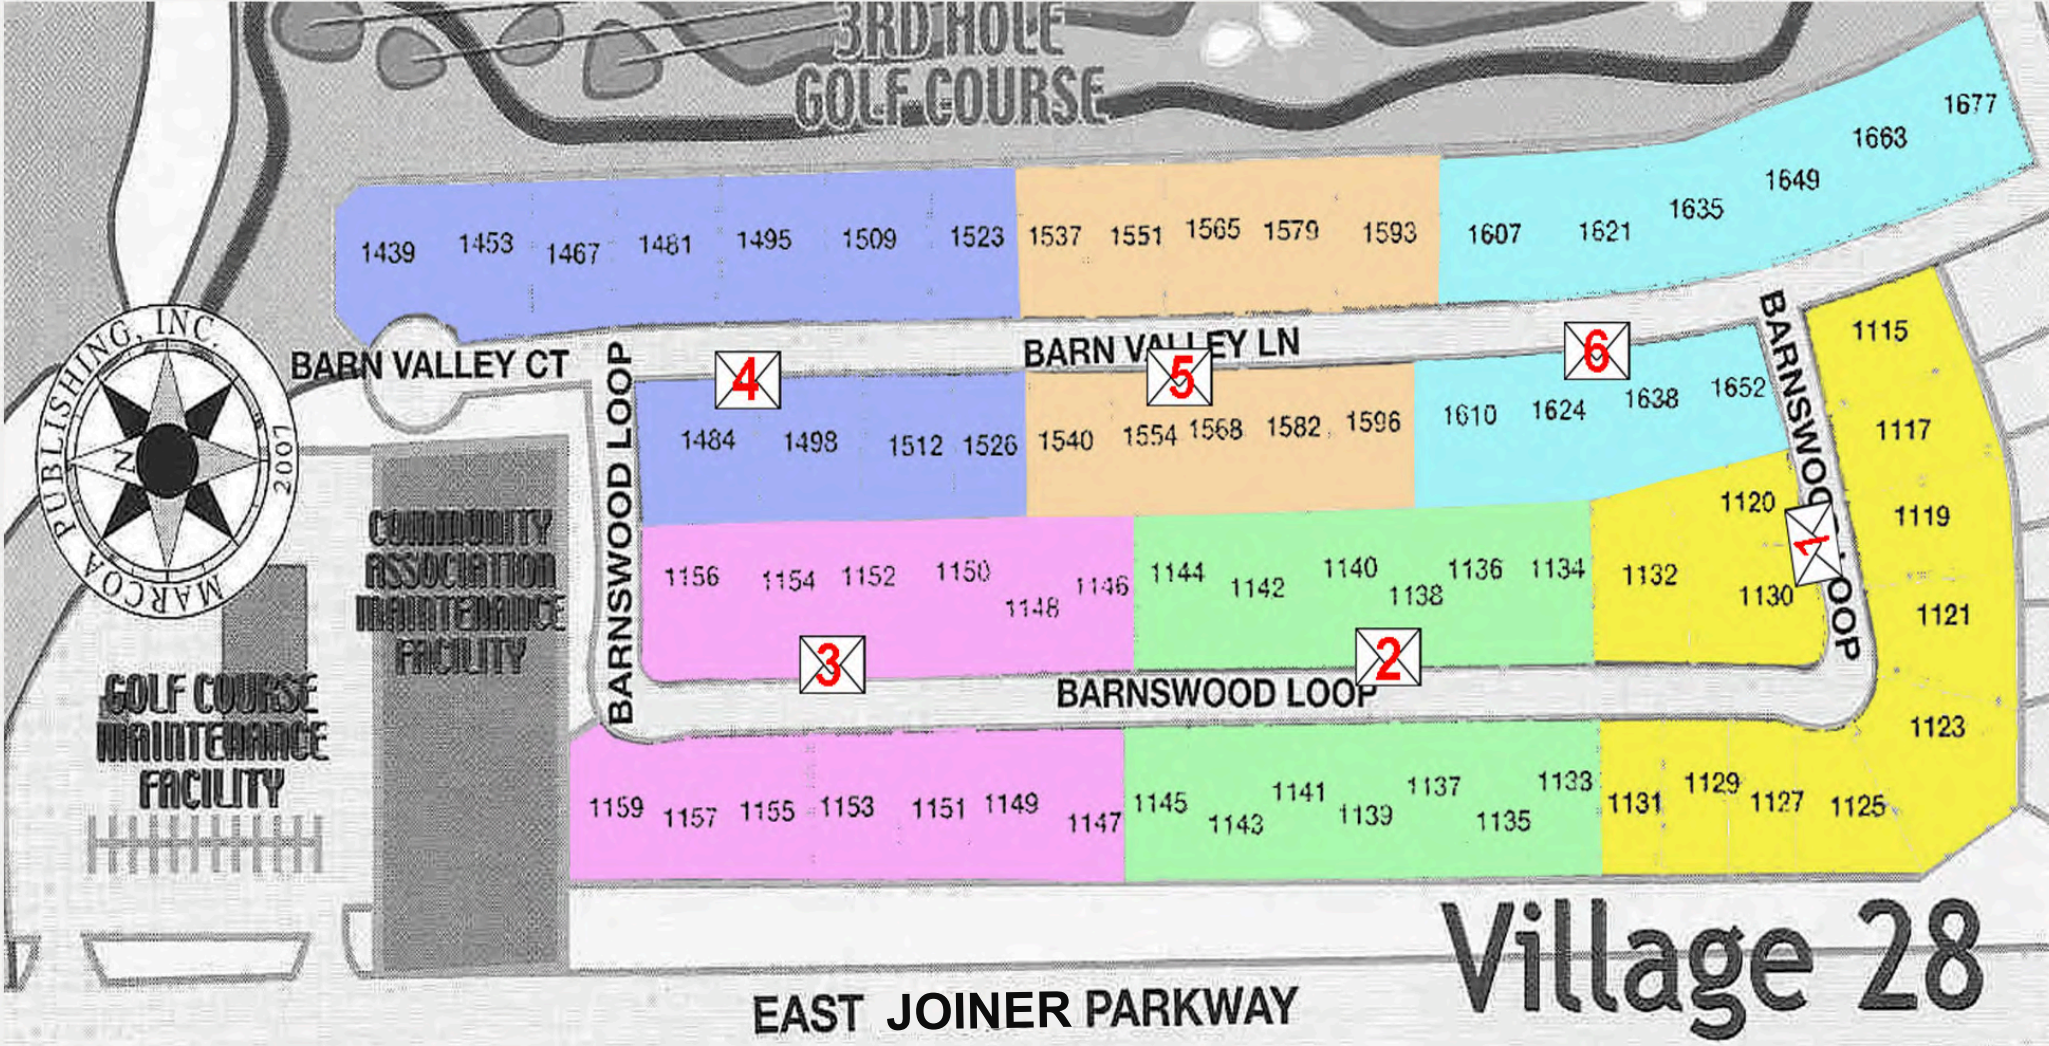 3RD HOLE
GOLF COURSE
1677
1663
1649
1635
1439 1453 1467 1481 1495 1509 1523 1537 1551 1565 1579 1593 1607 1621
BARN VALLEY CT
BARN VALLEY LN
BARNSWOOD LOOP
BARNSWOOD LOOP
4
5
6
1484 1498 1512 1526 1540 1554 1568 1582 1596 1610 1624 1638 1652
1115
1117
1119
1121
1123
1
1120
1156 1154 1152 1150 1148 1146 1144 1142 1140 1138 1136 1134 1132 1130
3
2
BARNSWOOD LOOP
1159 1157 1155 1153 1151 1149 1147 1145 1143 1141 1139 1137 1135 1133 1131 1129 1127 1125
MARCOA PUBLISHING, INC. 2007
N
COMMUNITY
ASSOCIATION
MAINTENANCE
FACILITY
GOLF COURSE
MAINTENANCE
FACILITY
Village 28
EAST JOINER PARKWAY